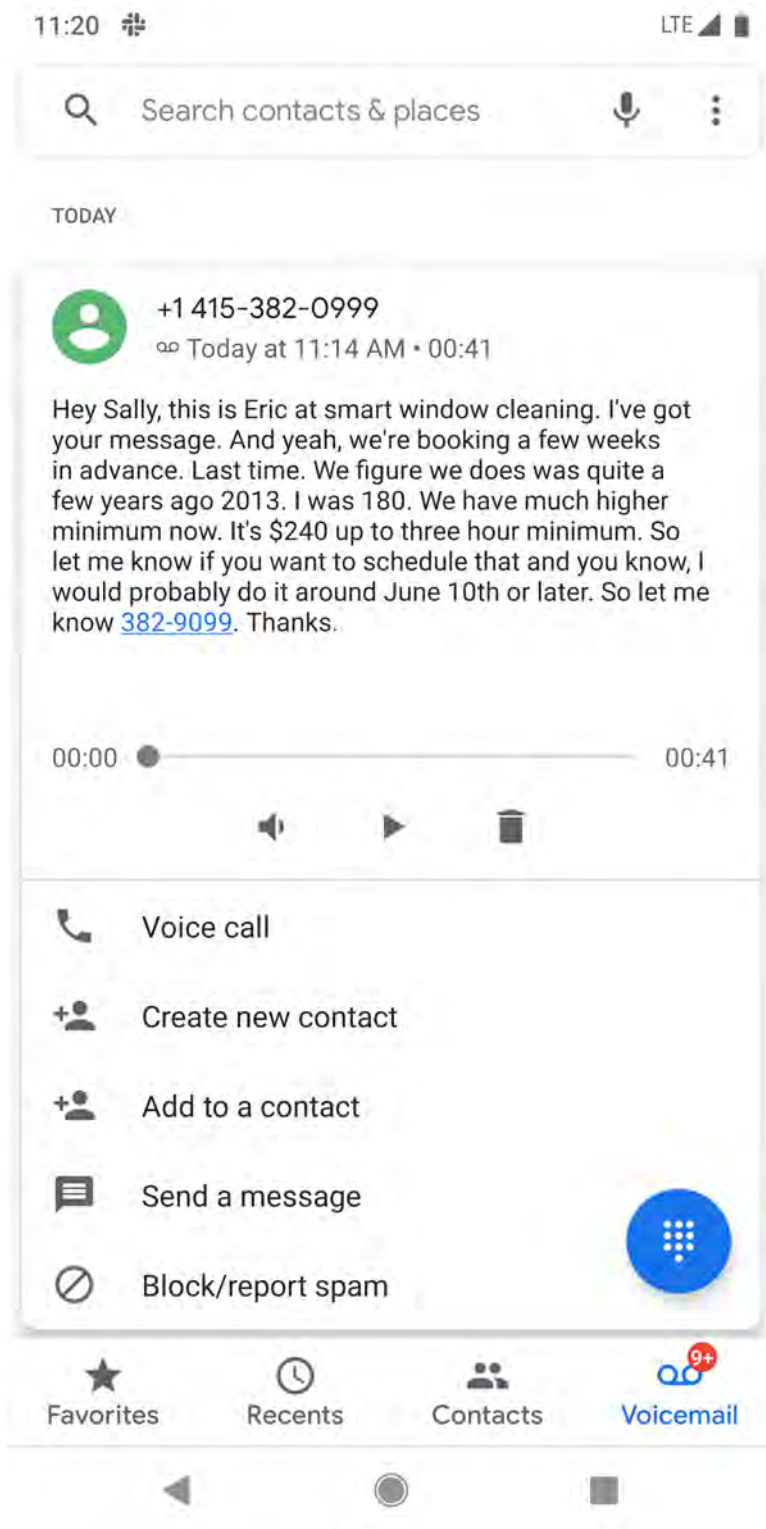 11:20 LTE
Search contacts & places
TODAY
+1 415-382-0999
Today at 11:14 AM • 00:41
Hey Sally, this is Eric at smart window cleaning. I've got
your message. And yeah, we're booking a few weeks
in advance. Last time. We figure we does was quite a
few years ago 2013. I was 180. We have much higher
minimum now. It's $240 up to three hour minimum. So
let me know if you want to schedule that and you know, I
would probably do it around June 10th or later. So let me
know 382-9099. Thanks.
00:00 00:41
Voice call
Create new contact
Add to a contact
Send a message
Block/report spam
9+
Favorites Recents Contacts Voicemail